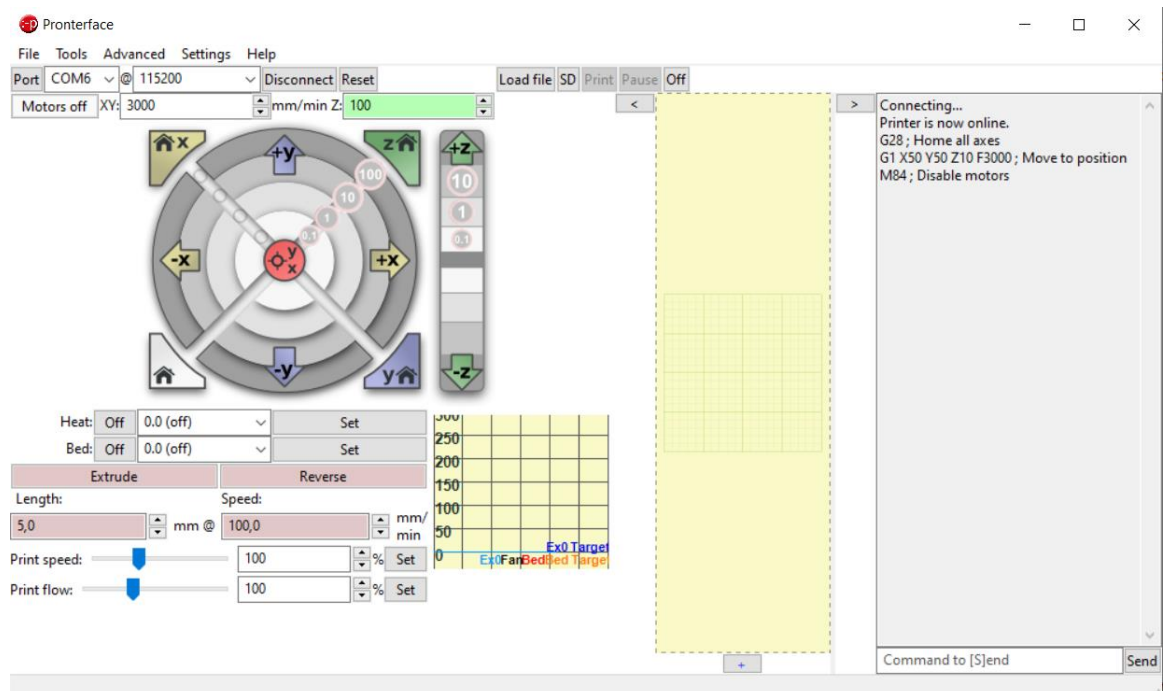 Pronterface
File Tools Advanced Settings Help
Port COM6 @ 115200 Disconnect Reset Load file SD Print Pause Off
Motors off XY: 3000 mm/min Z: 100 < >
Connecting...
Printer is now online.
G28 ; Home all axes
G1 X50 Y50 Z10 F3000 ; Move to position
M84 ; Disable motors
x +y z +z
100 10
10 1
1 0.1
0.1
-x y x +x
-y y -z
Heat: Off 0.0 (off) Set
Bed: Off 0.0 (off) Set
Extrude Reverse
Length: Speed:
5,0 mm @ 100,0 mm/min
Print speed: 100 % Set
Print flow: 100 % Set
300
250
200
150
100
50
0
Ex0 Target
Ex0 Fan Bed Bed Target
+
Command to [S]end Send